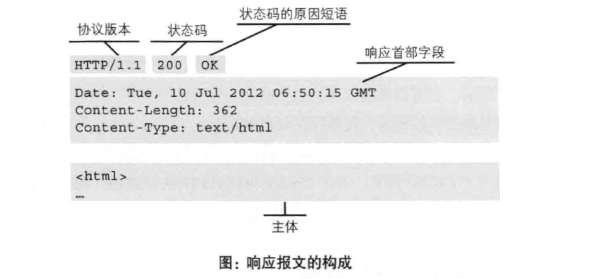 状态码的原因短语
协议版本 状态码
响应首部字段
HTTP/1.1 200 OK
Date: Tue, 10 Jul 2012 06:50:15 GMT
Content-Length: 362
Content-Type: text/html
<html>
…
主体
图：响应报文的构成